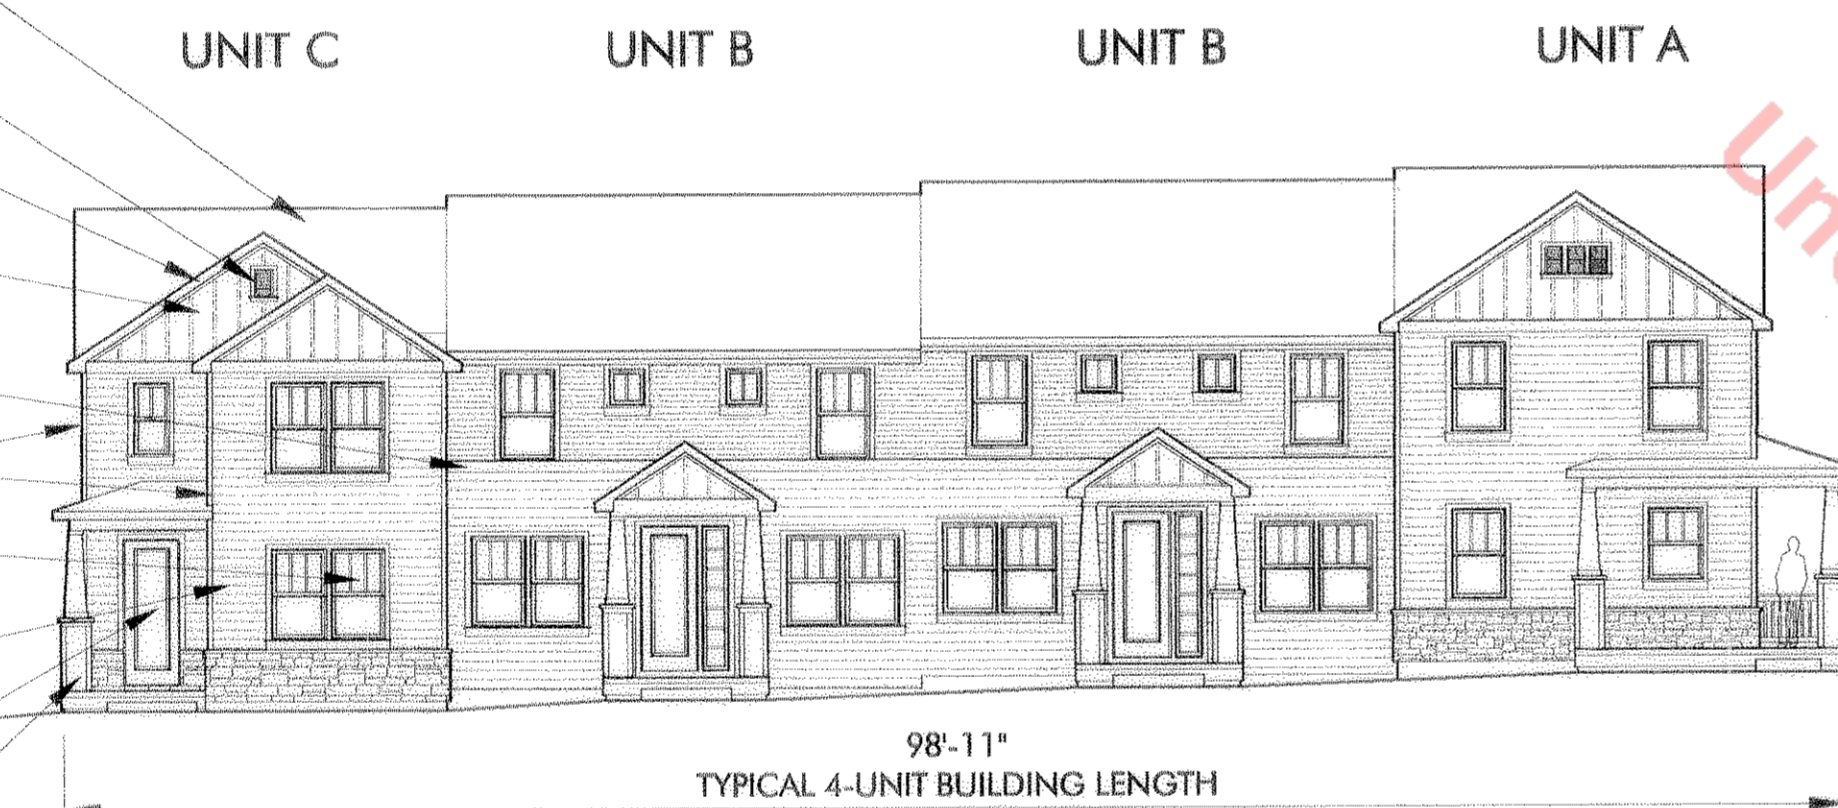 UNIT C
UNIT B
UNIT B
UNIT A
98'-11"
TYPICAL 4-UNIT BUILDING LENGTH